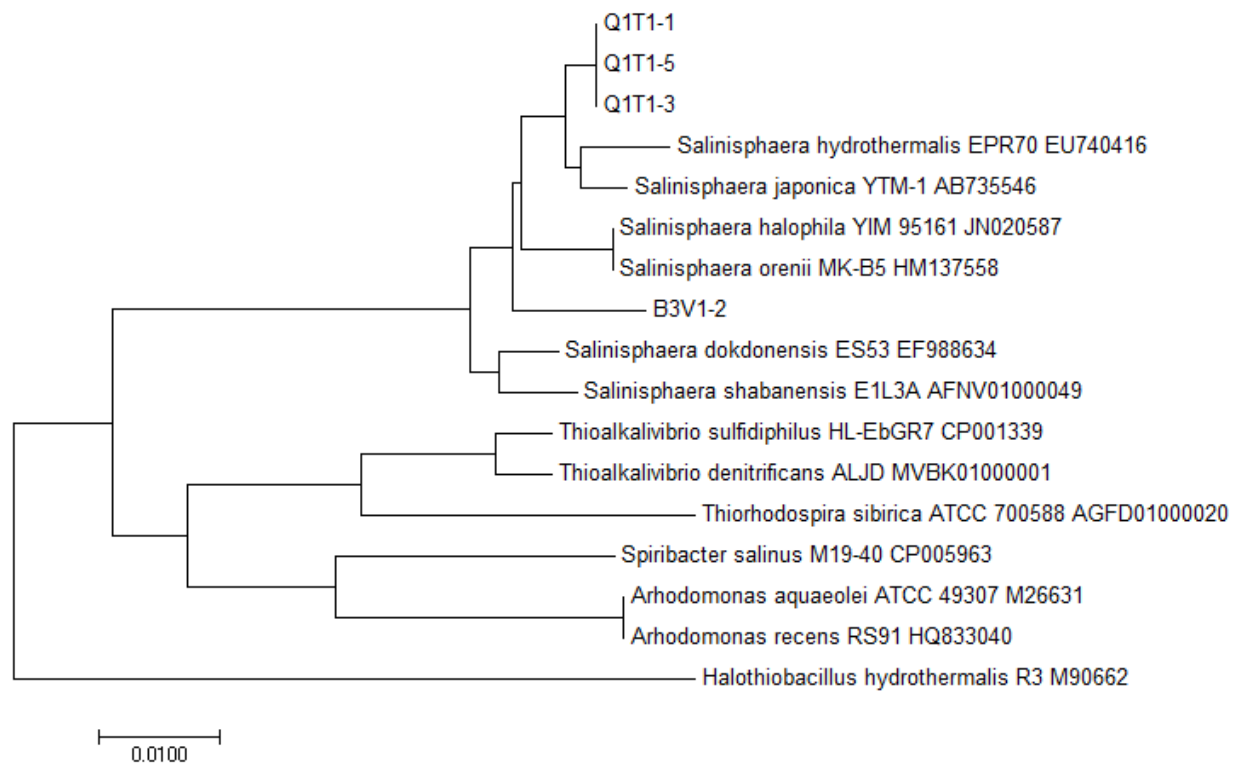 Q1T1-1
Q1T1-5
Q1T1-3
Salinisphaera hydrothermalis EPR70 EU740416
Salinisphaera japonica YTM-1 AB735546
Salinisphaera halophila YIM 95161 JN020587
Salinisphaera orenii MK-B5 HM137558
B3V1-2
Salinisphaera dokdonensis ES53 EF988634
Salinisphaera shabanensis E1L3A AFNV01000049
Thioalkalivibrio sulfidiphilus HL-EbGR7 CP001339
Thioalkalivibrio denitrificans ALJD MVBK01000001
Thiorhodospira sibirica ATCC 700588 AGFD01000020
Spiribacter salinus M19-40 CP005963
Arhodomonas aquaeolei ATCC 49307 M26631
Arhodomonas recens RS91 HQ833040
Halothiobacillus hydrothermalis R3 M90662
0.0100